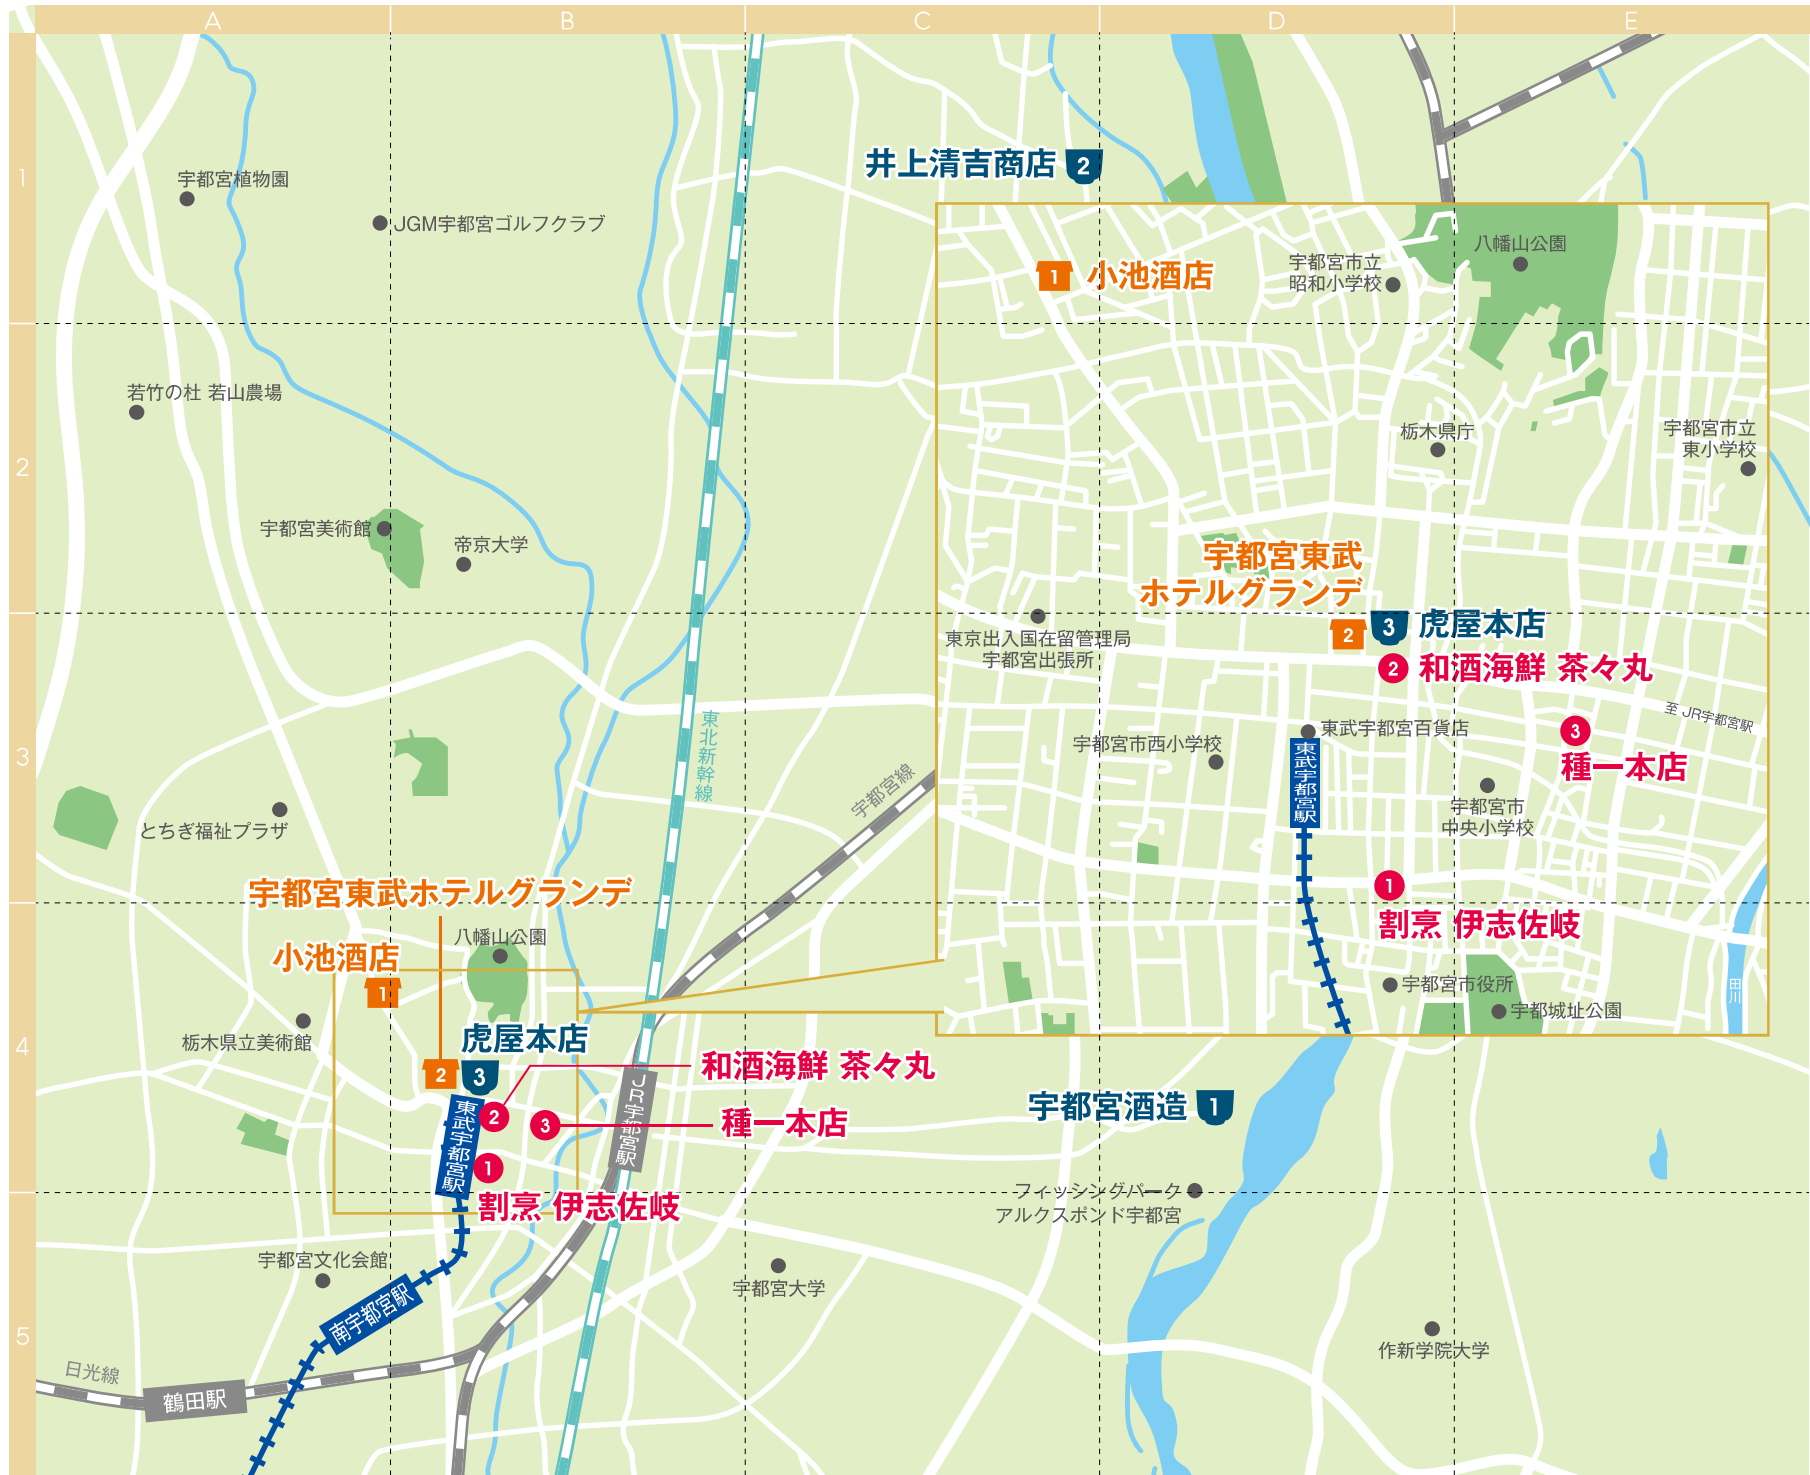 A
B
C
D
E
1
2
3
4
5
宇都宮植物園
JGM宇都宮ゴルフクラブ
若竹の杜 若山農場
宇都宮美術館
帝京大学
とちぎ福祉プラザ
東北新幹線
宇都宮線
宇都宮東武ホテルグランデ
八幡山公園
小池酒店
1
栃木県立美術館
虎屋本店
2
3
和酒海鮮 茶々丸
2
種一本店
3
東武宇都宮駅
1
割烹 伊志佐岐
JR宇都宮駅
宇都宮文化会館
南宇都宮駅
日光線
鶴田駅
宇都宮大学
宇都宮酒造
1
フィッシングパーク
アルクスポンド宇都宮
作新学院大学
井上清吉商店
2
1
小池酒店
宇都宮市立
昭和小学校
八幡山公園
栃木県庁
宇都宮市立
東小学校
宇都宮東武
ホテルグランデ
2
3
虎屋本店
2
和酒海鮮 茶々丸
東京出入国在留管理局
宇都宮出張所
至 JR宇都宮駅
東武宇都宮百貨店
宇都宮市西小学校
東武宇都宮駅
3
種一本店
宇都宮市
中央小学校
1
割烹 伊志佐岐
宇都宮市役所
宇都城址公園
田川